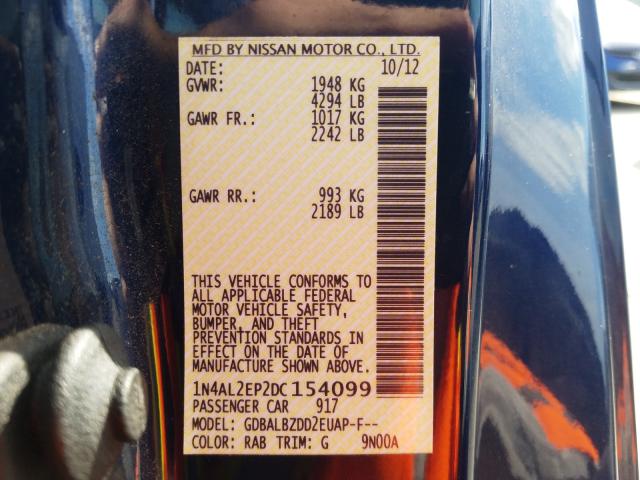 MFD BY NISSAN MOTOR CO., LTD.
DATE: 10/12
GVWR: 1948 KG
4294 LB
GAWR FR.: 1017 KG
2242 LB
GAWR RR.: 993 KG
2189 LB
THIS VEHICLE CONFORMS TO
ALL APPLICABLE FEDERAL
MOTOR VEHICLE SAFETY,
BUMPER, AND THEFT
PREVENTION STANDARDS IN
EFFECT ON THE DATE OF
MANUFACTURE SHOWN ABOVE.
1N4AL2EP2DC154099
PASSENGER CAR 917
MODEL: GDBALBZDD2EUAP-F--
COLOR: RAB TRIM: G 9N00A